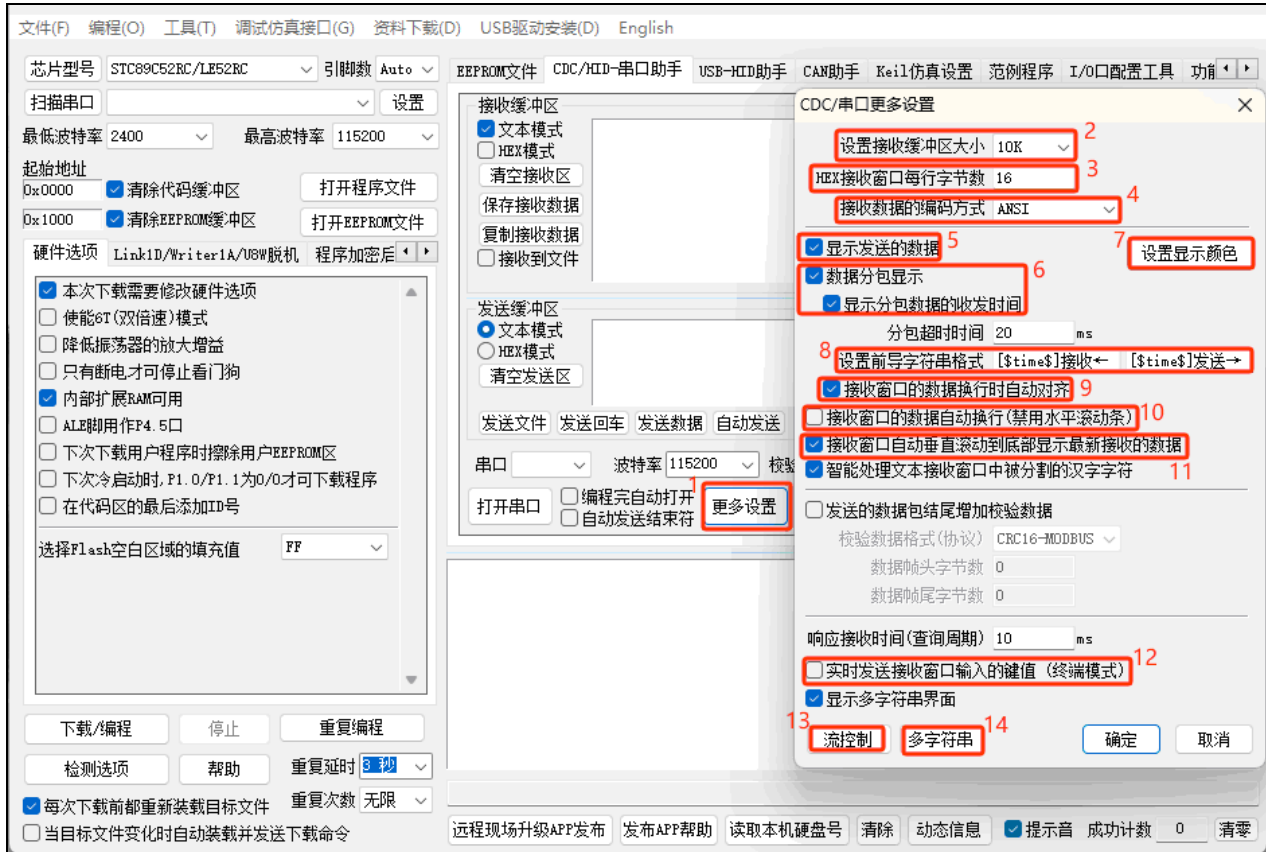 文件(F) 编程(O) 工具(T) 调试仿真接口(G) 资料下载(D) USB驱动安装(D) English
芯片型号 STC89C52RC/LE52RC 引脚数 Auto
扫描串口 设置
最低波特率 2400 最高波特率 115200
起始地址
0x0000 清除代码缓冲区 打开程序文件
0x1000 清除EEPROM缓冲区 打开EEPROM文件
硬件选项 Link1D/Writer1A/U8W脱机 程序加密后
本次下载需要修改硬件选项
使能6T(双倍速)模式
降低振荡器的放大增益
只有断电才可停止看门狗
内部扩展RAM可用
ALE脚用作P4.5口
下次下载用户程序时擦除用户EEPROM区
下次冷启动时,P1.0/P1.1为0/0才可下载程序
在代码区的最后添加ID号
选择Flash空白区域的填充值 FF
下载/编程 停止 重复编程
检测选项 帮助 重复延时 3 秒
每次下载前都重新装载目标文件 重复次数 无限
当目标文件变化时自动装载并发送下载命令
EEPROM文件 CDC/HID-串口助手 USB-HID助手 CAN助手 Keil仿真设置 范例程序 I/O口配置工具
接收缓冲区
文本模式
HEX模式
清空接收区
保存接收数据
复制接收数据
接收到文件
发送缓冲区
文本模式
HEX模式
清空发送区
发送文件 发送回车 发送数据 自动发送
串口 波特率 115200
打开串口 编程完自动打开 1 更多设置
自动发送结束符
CDC/串口更多设置
设置接收缓冲区大小 10K 2
HEX接收窗口每行字节数 16 3
接收数据的编码方式 ANSI 4
显示发送的数据 5 7 设置显示颜色
数据分包显示 6
显示分包数据的收发时间
分包超时时间 20 ms
8 设置前导字符串格式 [$time$]接收← [$time$]发送→
接收窗口的数据换行时自动对齐 9
接收窗口的数据自动换行(禁用水平滚动条) 10
接收窗口自动垂直滚动到底部显示最新接收的数据
智能处理文本接收窗口中被分割的汉字字符 11
发送的数据包结尾增加校验数据
校验数据格式(协议) CRC16-MODBUS
数据帧头字节数 0
数据帧尾字节数 0
响应接收时间(查询周期) 10 ms
实时发送接收窗口输入的键值 (终端模式) 12
显示多字符串界面
13 流控制 多字符串 14 确定 取消
远程现场升级APP发布 发布APP帮助 读取本机硬盘号 清除 动态信息 提示音 成功计数 0 清零